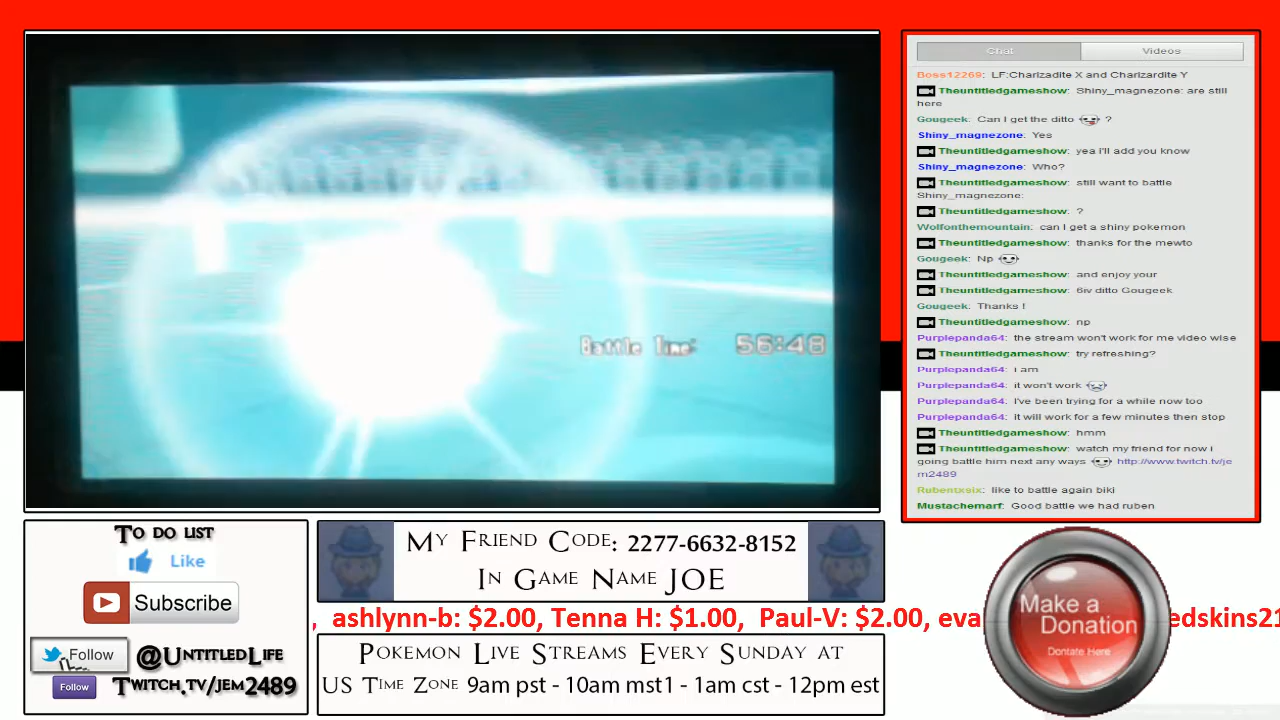 Battle Time: 56:48
Chat
Videos
Boss12269: LF:Charizadite X and Charizardite Y
Theuntitledgameshow: Shiny_magnezone: are still
here
Gougeek: Can I get the ditto ?
Shiny_magnezone: Yes
Theuntitledgameshow: yea i'll add you know
Shiny_magnezone: Who?
Theuntitledgameshow: still want to battle
Shiny_magnezone:
Theuntitledgameshow: ?
Wolfonthemountain: can I get a shiny pokemon
Theuntitledgameshow: thanks for the mewto
Gougeek: Np
Theuntitledgameshow: and enjoy your
Theuntitledgameshow: 6iv ditto Gougeek
Gougeek: Thanks !
Theuntitledgameshow: np
Purplepanda64: the stream won't work for me video wise
Theuntitledgameshow: try refreshing?
Purplepanda64: i am
Purplepanda64: it won't work
Purplepanda64: I've been trying for a while now too
Purplepanda64: it will work for a few minutes then stop
Theuntitledgameshow: hmm
Theuntitledgameshow: watch my friend for now i
going battle him next any ways http://www.twitch.tv/je
m2489
Rubentxsix: like to battle again biki
Mustachemarf: Good battle we had ruben
To do list
Like
Subscribe
Follow @UntitledLife
Follow Twitch.tv/jem2489
My Friend Code: 2277-6632-8152
In Game Name JOE
, ashlynn-b: $2.00, Tenna H: $1.00, Paul-V: $2.00, eva
edskins21
Pokemon Live Streams Every Sunday at
US Time Zone 9am pst - 10am mst1 - 1am cst - 12pm est
Make a
Donation
Dontate Here